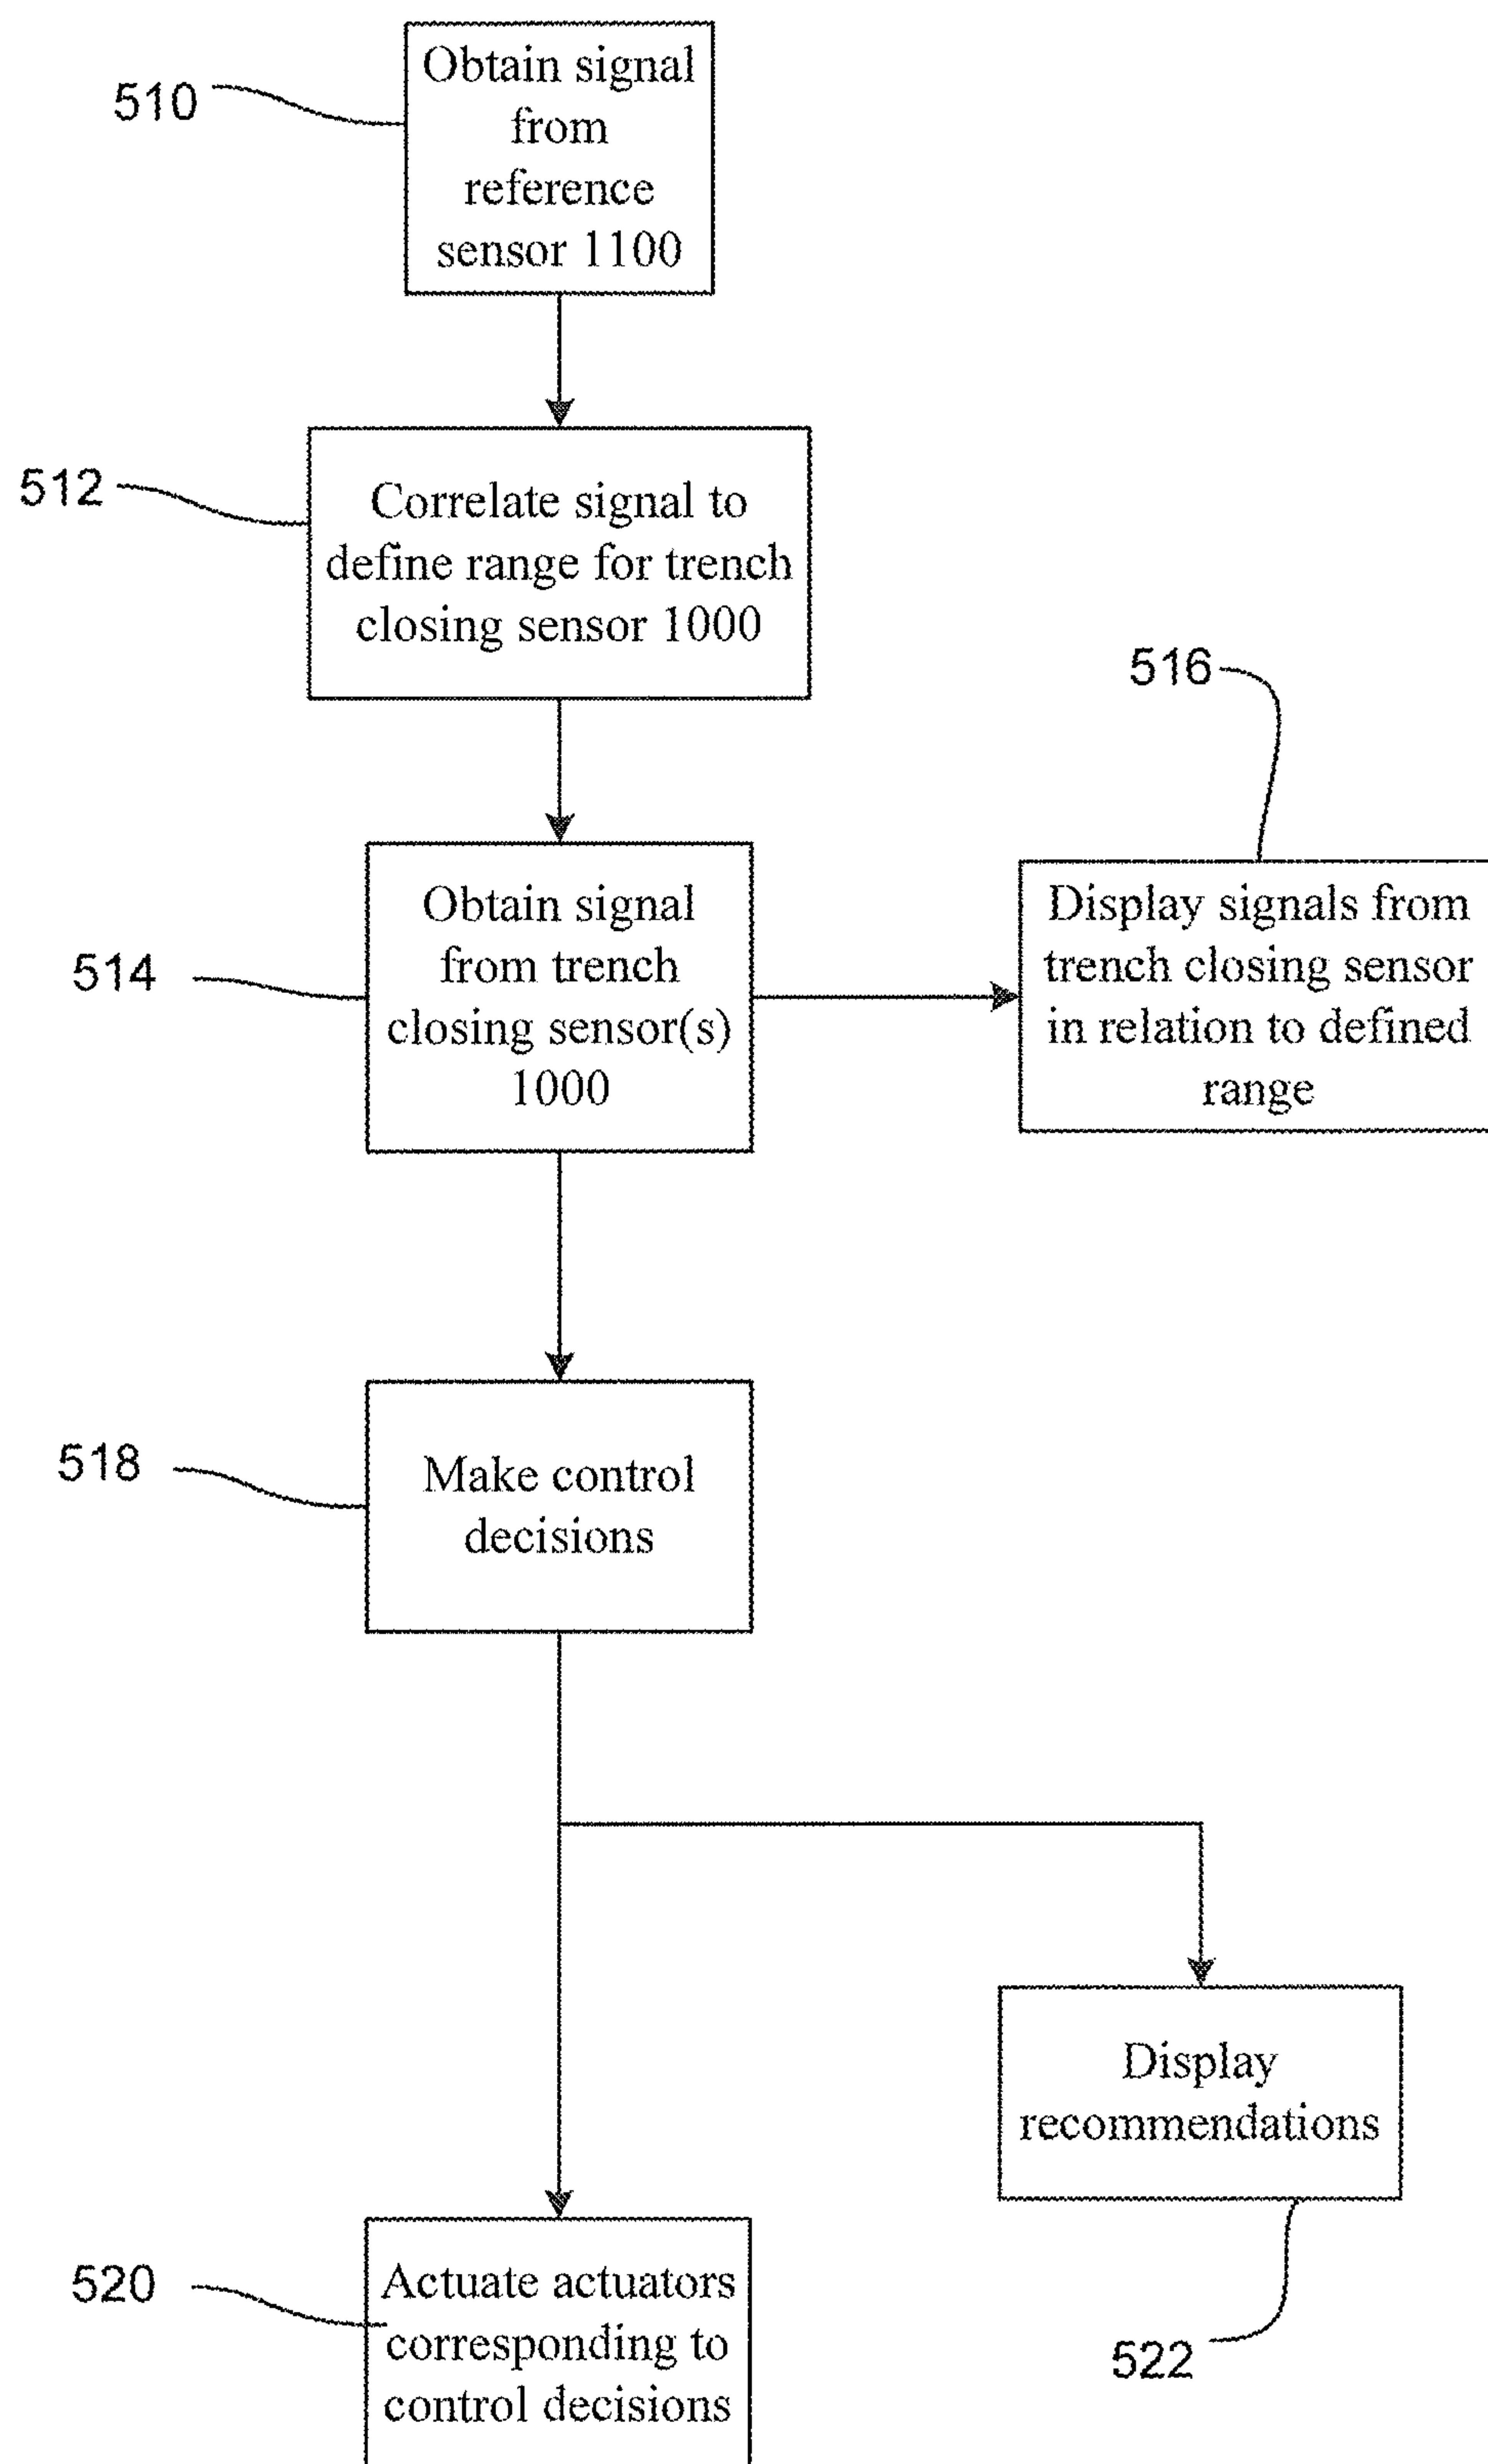 510
Obtain signal
from
reference
sensor 1100
512
Correlate signal to
define range for trench
closing sensor 1000
516
514
Obtain signal
from trench
closing sensor(s)
1000
Display signals from
trench closing sensor
in relation to defined
range
518
Make control
decisions
Display
recommendations
520
Actuate actuators
corresponding to
control decisions
522